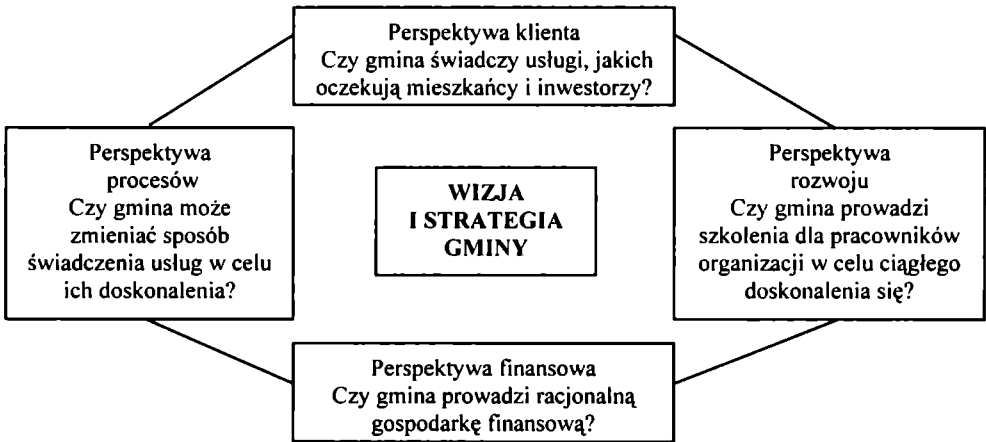 Perspektywa klienta
Czy gmina świadczy usługi, jakich
oczekują mieszkańcy i inwestorzy?
Perspektywa
procesów
Czy gmina może
zmieniać sposób
świadczenia usług w celu
ich doskonalenia?
WIZJA
I STRATEGIA
GMINY
Perspektywa
rozwoju
Czy gmina prowadzi
szkolenia dla pracowników
organizacji w celu ciągłego
doskonalenia się?
Perspektywa finansowa
Czy gmina prowadzi racjonalną
gospodarkę finansową?